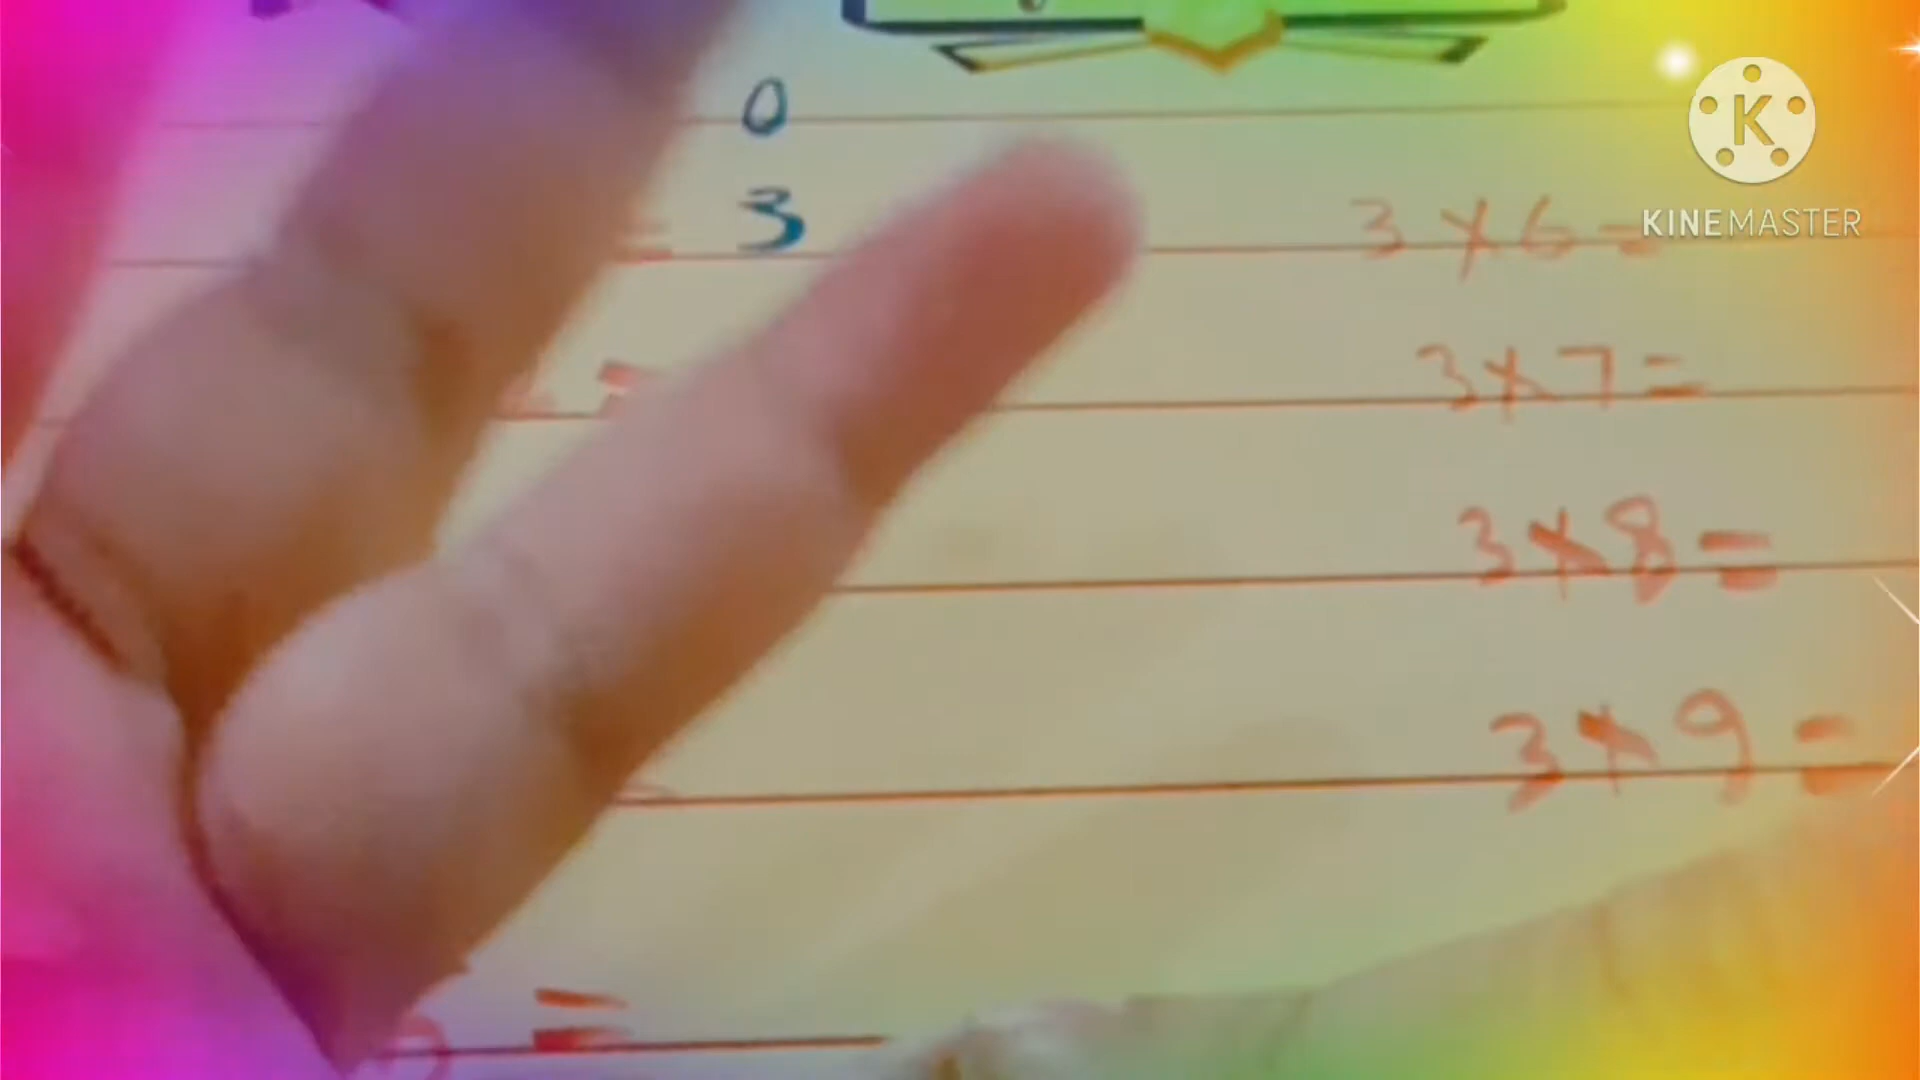 0
= 3
=
=
3 × 6 =
3 × 7 =
3 × 8 =
3 × 9 =
K
KINEMASTER